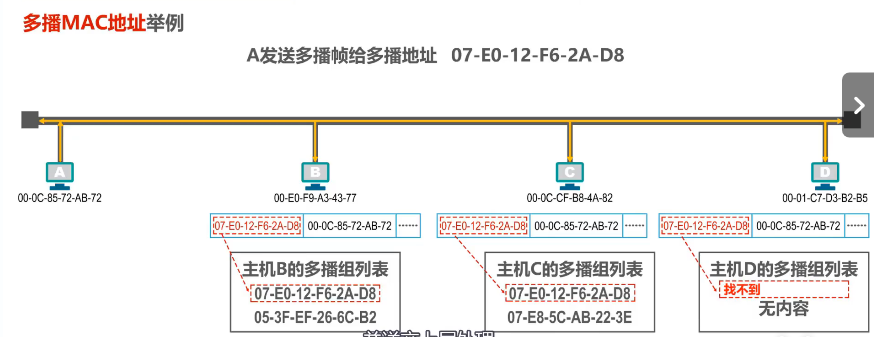 多播MAC地址举例
A发送多播帧给多播地址 07-E0-12-F6-2A-D8
A
B
C
D
00-0C-85-72-AB-72
00-E0-F9-A3-43-77
00-0C-CF-B8-4A-82
00-01-C7-D3-B2-B5
07-E0-12-F6-2A-D8 00-0C-85-72-AB-72 ······
07-E0-12-F6-2A-D8 00-0C-85-72-AB-72 ······
07-E0-12-F6-2A-D8 00-0C-85-72-AB-72 ······
主机B的多播组列表
07-E0-12-F6-2A-D8
05-3F-EF-26-6C-B2
主机C的多播组列表
07-E0-12-F6-2A-D8
07-E8-5C-AB-22-3E
主机D的多播组列表
找不到
无内容